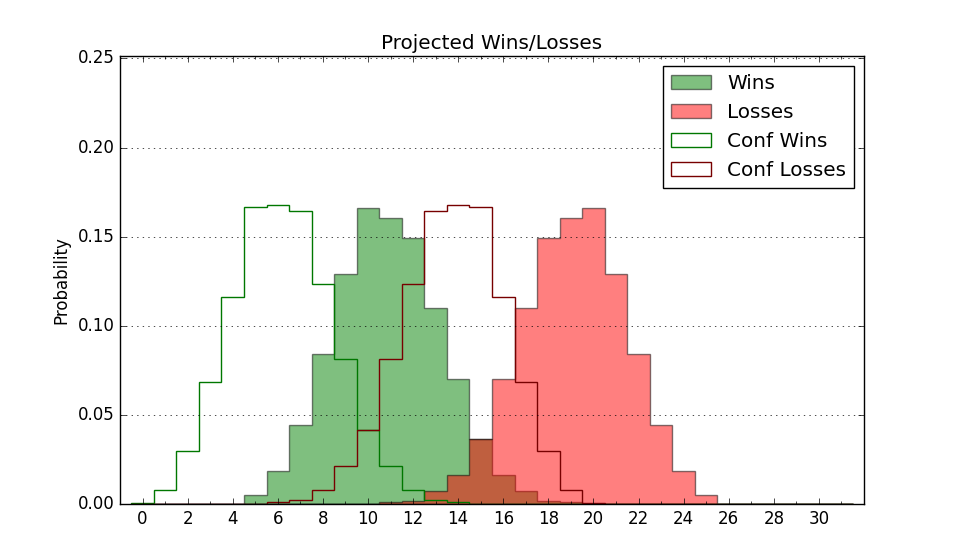 Projected Wins/Losses
0.25
0.20
0.15
0.10
0.05
0.00
Probability
Wins
Losses
Conf Wins
Conf Losses
0 2 4 6 8 10 12 14 16 18 20 22 24 26 28 30